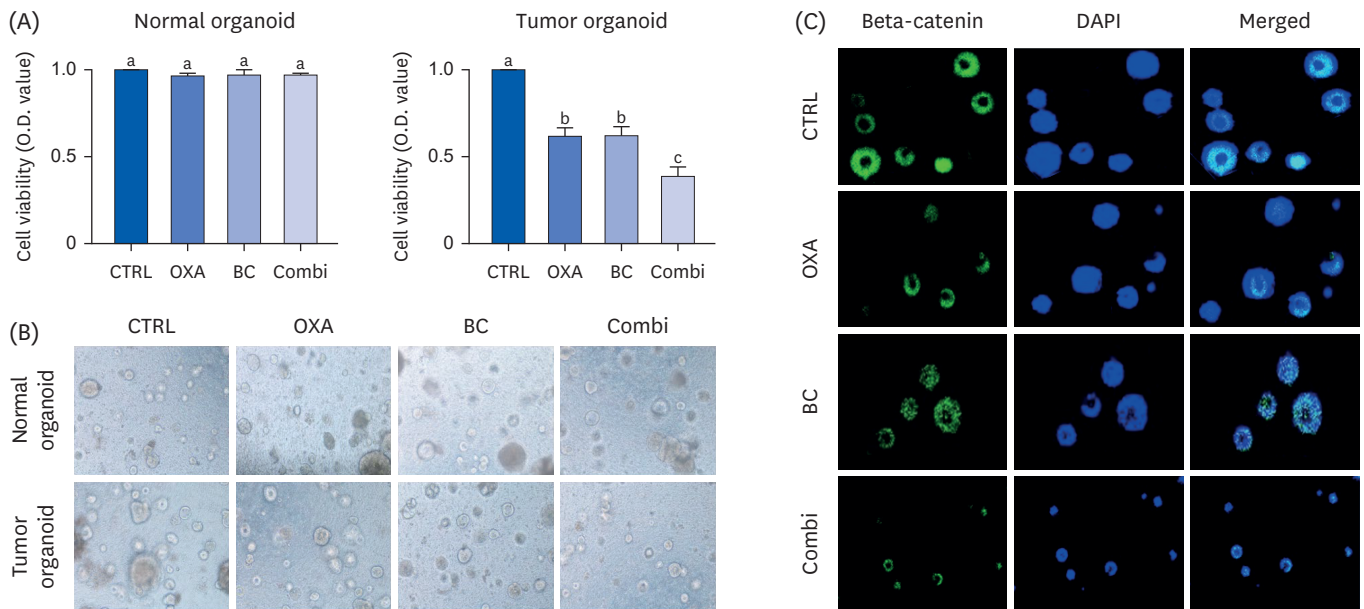 (A)
Normal organoid
Cell viability (O.D. value)
1.0
0.5
0
a
a
a
a
CTRL
OXA
BC
Combi
Tumor organoid
Cell viability (O.D. value)
1.0
0.5
0
a
b
b
c
CTRL
OXA
BC
Combi
(B)
CTRL
OXA
BC
Combi
Normal
organoid
Tumor
organoid
(C)
Beta-catenin
DAPI
Merged
CTRL
OXA
BC
Combi